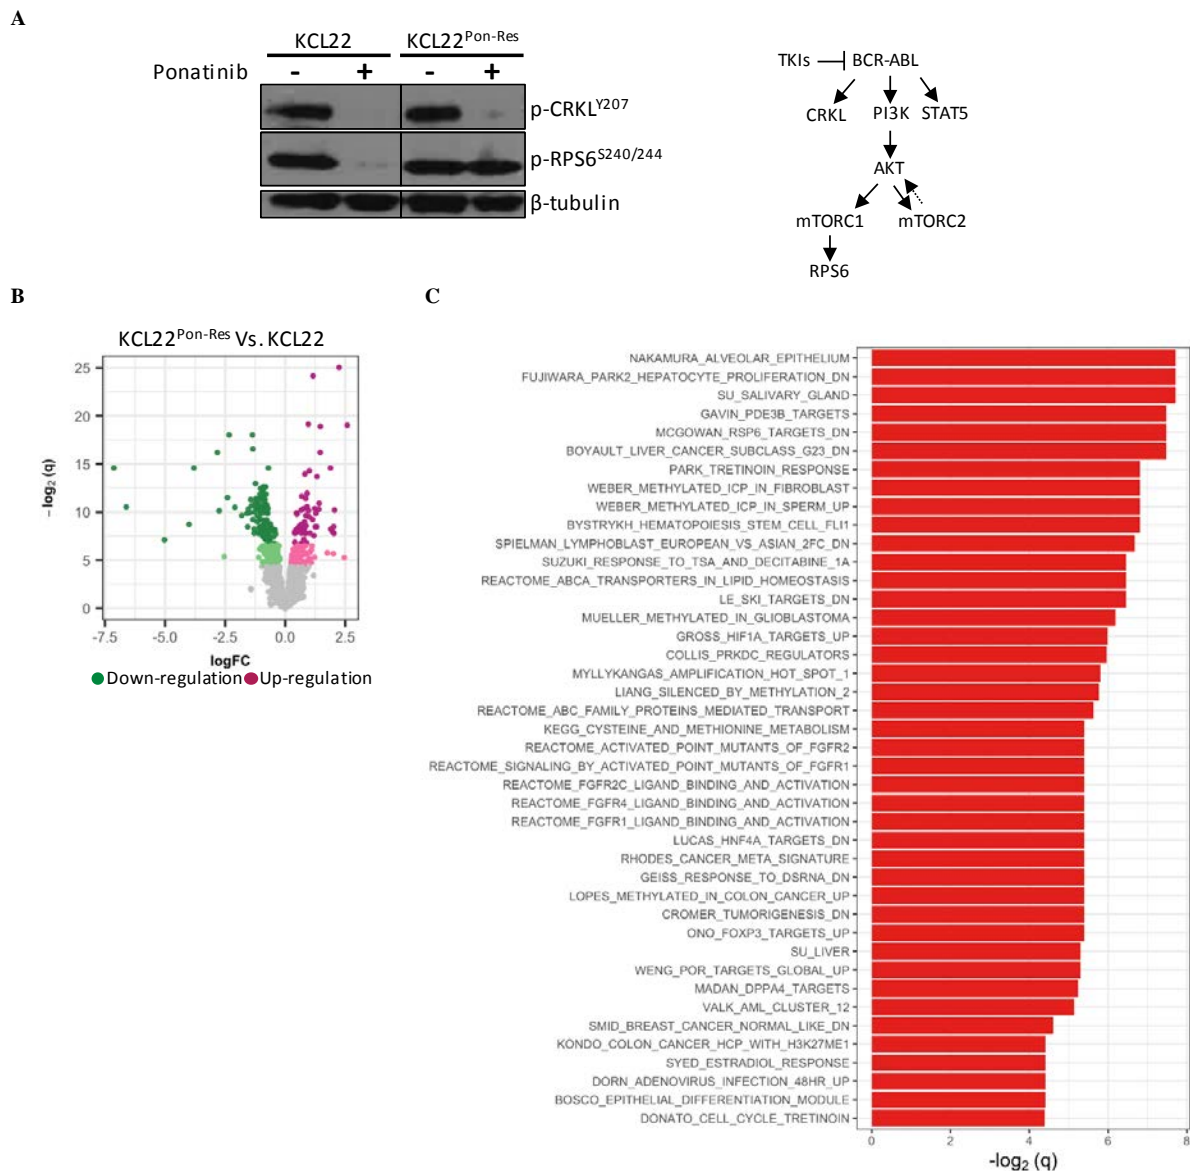 A
KCL22 KCL22Pon-Res
Ponatinib - + - +
p-CRKLY207
p-RPS6S240/244
β-tubulin
TKIs BCR-ABL
CRKL PI3K STAT5
AKT
mTORC1 mTORC2
RPS6
B
KCL22Pon-Res Vs. KCL22
25
20
15
10
5
0
- log2 (q)
-7.5 -5.0 -2.5 0.0 2.5
logFC
Down-regulation Up-regulation
C
NAKAMURA_ALVEOLAR_EPITHELIUM
FUJIWARA_PARK2_HEPATOCYTE_PROLIFERATION_DN
SU_SALIVARY_GLAND
GAVIN_PDE3B_TARGETS
MCGOWAN_RSP6_TARGETS_DN
BOYAULT_LIVER_CANCER_SUBCLASS_G23_DN
PARK_TRETINOIN_RESPONSE
WEBER_METHYLATED_ICP_IN_FIBROBLAST
WEBER_METHYLATED_ICP_IN_SPERM_UP
BYSTRYKH_HEMATOPOIESIS_STEM_CELL_FLI1
SPIELMAN_LYMPHOBLAST_EUROPEAN_VS_ASIAN_2FC_DN
SUZUKI_RESPONSE_TO_TSA_AND_DECITABINE_1A
REACTOME_ABCA_TRANSPORTERS_IN_LIPID_HOMEOSTASIS
LE_SKI_TARGETS_DN
MUELLER_METHYLATED_IN_GLIOBLASTOMA
GROSS_HIF1A_TARGETS_UP
COLLIS_PRKDC_REGULATORS
MYLLYKANGAS_AMPLIFICATION_HOT_SPOT_1
LIANG_SILENCED_BY_METHYLATION_2
REACTOME_ABC_FAMILY_PROTEINS_MEDIATED_TRANSPORT
KEGG_CYSTEINE_AND_METHIONINE_METABOLISM
REACTOME_ACTIVATED_POINT_MUTANTS_OF_FGFR2
REACTOME_SIGNALING_BY_ACTIVATED_POINT_MUTANTS_OF_FGFR1
REACTOME_FGFR2C_LIGAND_BINDING_AND_ACTIVATION
REACTOME_FGFR4_LIGAND_BINDING_AND_ACTIVATION
REACTOME_FGFR1_LIGAND_BINDING_AND_ACTIVATION
LUCAS_HNF4A_TARGETS_DN
RHODES_CANCER_META_SIGNATURE
GEISS_RESPONSE_TO_DSRNA_DN
LOPES_METHYLATED_IN_COLON_CANCER_UP
CROMER_TUMORIGENESIS_DN
ONO_FOXP3_TARGETS_UP
SU_LIVER
WENG_POR_TARGETS_GLOBAL_UP
MADAN_DPPA4_TARGETS
VALK_AML_CLUSTER_12
SMID_BREAST_CANCER_NORMAL_LIKE_DN
KONDO_COLON_CANCER_HCP_WITH_H3K27ME1
SYED_ESTRADIOL_RESPONSE
DORN_ADENOVIRUS_INFECTION_48HR_UP
BOSCO_EPITHELIAL_DIFFERENTIATION_MODULE
DONATO_CELL_CYCLE_TRETINOIN
0 2 4 6 8
-log2 (q)